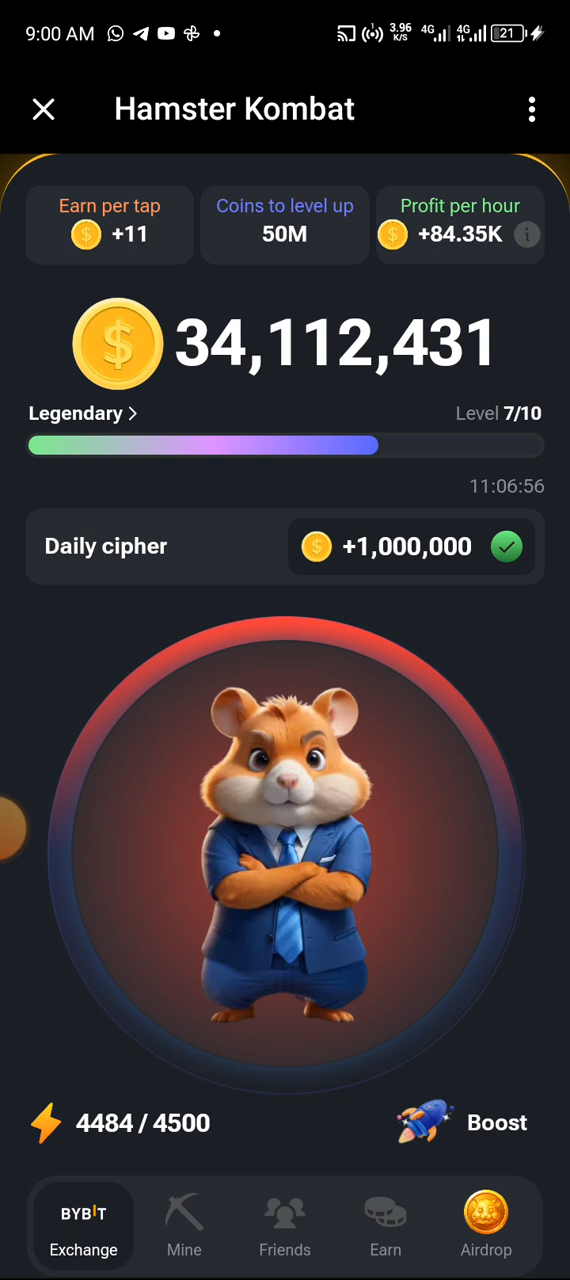 9:00 AM
1 3.96 K/S 4G 4G 21
Hamster Kombat
Earn per tap
+11
Coins to level up
50M
Profit per hour
+84.35K
34,112,431
Legendary >
Level 7/10
11:06:56
Daily cipher
+1,000,000
4484 / 4500
Boost
BYBIT
Exchange
Mine
Friends
Earn
Airdrop